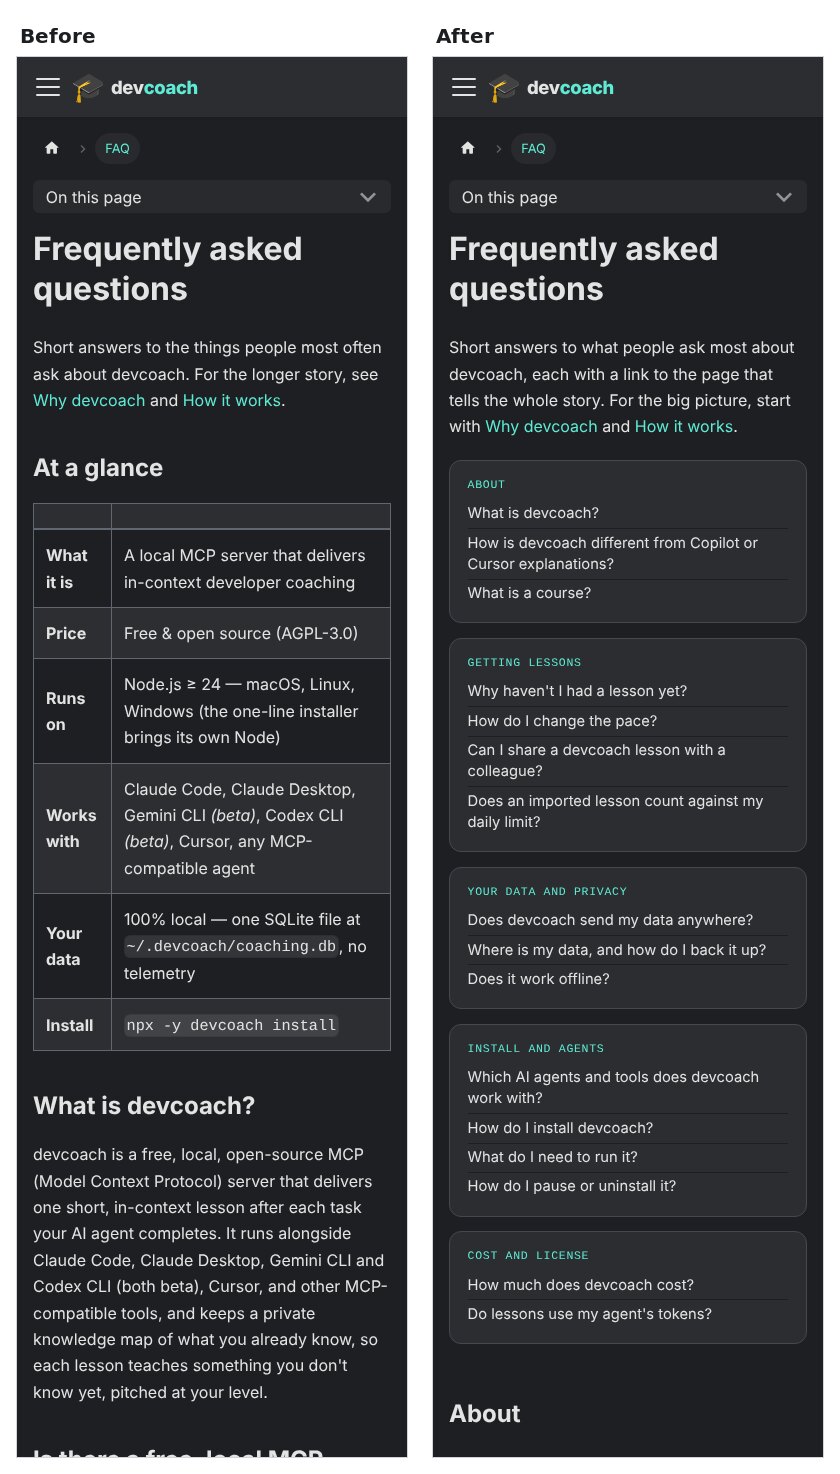 Before
devcoach
FAQ
On this page
Frequently asked
questions
Short answers to the things people most often
ask about devcoach. For the longer story, see
Why devcoach and How it works.
At a glance
What
it is
A local MCP server that delivers
in-context developer coaching
Price
Free & open source (AGPL-3.0)
Runs
on
Node.js ≥ 24 — macOS, Linux,
Windows (the one-line installer
brings its own Node)
Works
with
Claude Code, Claude Desktop,
Gemini CLI (beta), Codex CLI
(beta), Cursor, any MCP-
compatible agent
Your
data
100% local — one SQLite file at
~/.devcoach/coaching.db, no
telemetry
Install
npx -y devcoach install
What is devcoach?
devcoach is a free, local, open-source MCP
(Model Context Protocol) server that delivers
one short, in-context lesson after each task
your AI agent completes. It runs alongside
Claude Code, Claude Desktop, Gemini CLI and
Codex CLI (both beta), Cursor, and other MCP-
compatible tools, and keeps a private
knowledge map of what you already know, so
each lesson teaches something you don't
know yet, pitched at your level.
Is there a free, local MCP
After
devcoach
FAQ
On this page
Frequently asked
questions
Short answers to what people ask most about
devcoach, each with a link to the page that
tells the whole story. For the big picture, start
with Why devcoach and How it works.
ABOUT
What is devcoach?
How is devcoach different from Copilot or
Cursor explanations?
What is a course?
GETTING LESSONS
Why haven't I had a lesson yet?
How do I change the pace?
Can I share a devcoach lesson with a
colleague?
Does an imported lesson count against my
daily limit?
YOUR DATA AND PRIVACY
Does devcoach send my data anywhere?
Where is my data, and how do I back it up?
Does it work offline?
INSTALL AND AGENTS
Which AI agents and tools does devcoach
work with?
How do I install devcoach?
What do I need to run it?
How do I pause or uninstall it?
COST AND LICENSE
How much does devcoach cost?
Do lessons use my agent's tokens?
About